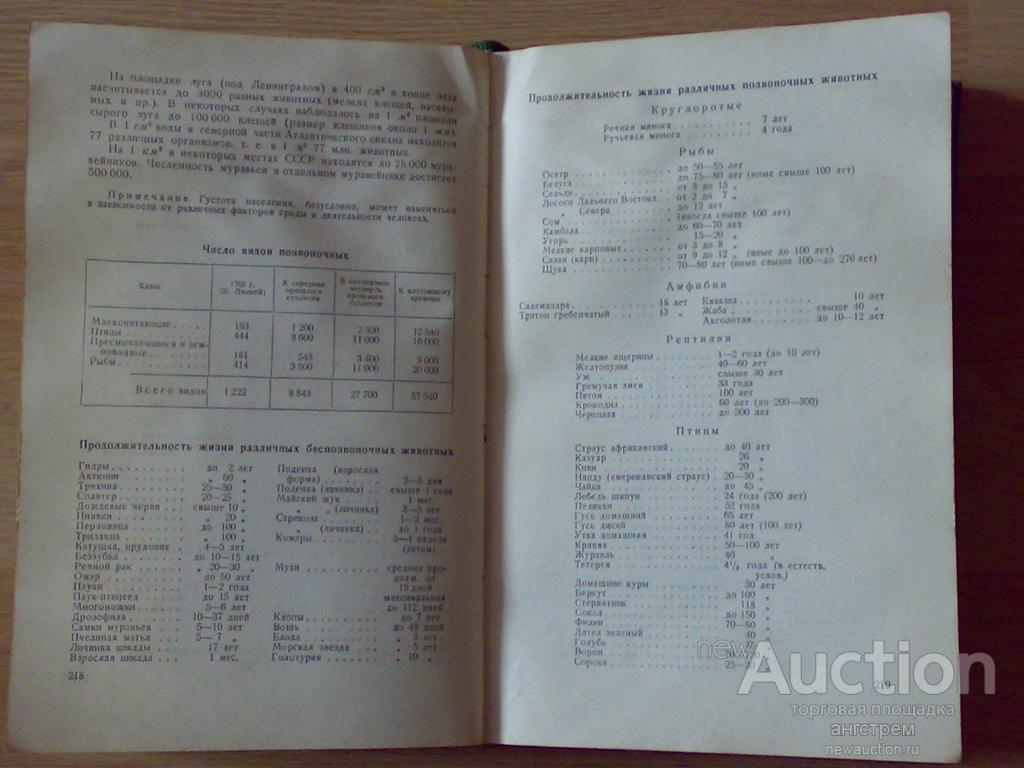 На площадке луга (под Ленинградом) в 400 см² в конце лета
насчитывается до 3000 разных животных (мелких клещей, насеко-
мых и пр.). В некоторых случаях наблюдалось на 1 м² площади
сырого луга до 100 000 клещей (размер клещиков около 1 мм).
В 1 см³ воды в северной части Атлантического океана находится
77 различных организмов, т. е. в 1 м³ 77 млн. животных.
На 1 км² в некоторых местах СССР находится до 28 000 мура-
вейников. Численность муравьев в отдельном муравейнике достигает
500 000.
Примечание. Густота населения, безусловно, может изменяться
в зависимости от различных факторов среды и деятельности человека.
Число видов позвоночных
Класс 1758 г. (К. Линней) К середине прошлого столетия В последнюю четверть прошлого столетия К настоящему времени
Млекопитающие 183 1 200 2 300 12 540
Птицы 444 3 600 11 000 16 000
Пресмыкающиеся и зем-
новодные 181 543 3 400 9 000
Рыбы 414 3 500 11 000 20 000
Всего видов 1 222 8 843 27 700 57 540
Продолжительность жизни различных беспозвоночных животных
Гидры до 2 лет
Актинии „ 60 „
Трихина 25—30 „
Солитер 20—25 „
Дождевые черви свыше 10 „
Пиявки „ 20 „
Перловица до 100 „
Тридакна „ 100 „
Катушка, прудовик 4—5 лет
Беззубка до 10—15 лет
Речной рак „ 20—30 „
Омар до 50 лет
Пауки 1—2 года
Паук-птицеед до 15 лет
Многоножки 5—6 лет
Дрозофила 10—37 дней
Самки муравьев 5—10 лет
Пчелиная матка 5—7 „
Личинка цикады 17 лет
Взрослая цикада 1 мес.
Поденка (взрослая
форма) 2—3 дня
Поденка (личинка) свыше 1 года
Майский жук 1 мес.
„ „ (личинка) 3—5 лет
Стрекоза 1—2 мес.
„ (личинка) до 1 года
Комары 3—4 недели
(летом)
Мухи средняя про-
долж. до
19 дней
максимальная
до 112 дней
Клопы до 7 лет
Вошь до 48 дней
Блоха „ 3 лет
Морская звезда „ 5 лет
Голотурия „ 10 „
218
Продолжительность жизни различных позвоночных животных
Круглоротые
Речная минога 7 лет
Ручьевая минога 4 года
Рыбы
Осетр до 50—55 лет
Белуга до 75—80 лет (иные свыше 100 лет)
Сельди от 3 до 15 „
Лососи Дальнего Востока от 2 до 7 „
„ Севера до 12 лет
Сом (иногда свыше 100 лет)
Камбала до 60—70 лет
Угорь 15—20 „
Мелкие карповые от 3 до 8 „
Сазан (карп) от 9 до 12 „ (иные до 100 лет)
Щука 70—80 лет (иные свыше 100—до 270 лет)
Амфибии
Саламандра 18 лет
Тритон гребенчатый 13 „
Квакша 10 лет
Жаба свыше 40 „
Аксолотли до 10—12 лет
Рептилии
Мелкие ящерицы 1—2 года (до 10 лет)
Желтопузик 40—60 лет
Уж свыше 30 лет
Гремучая змея 33 года
Питон 100 лет
Крокодил 60 лет (до 200—300)
Черепаха до 300 лет
Птицы
Страус африканский до 40 лет
Казуар 26 „
Киви 20 „
Нанду (американский страус) 20—30 „
Чайка до 45 „
Лебедь шипун 24 года (200 лет)
Пеликан 52 года
Гусь домашний 65 лет
Гусь дикий 80 лет (100 лет)
Утка домашняя 41 год
Кряква 50—100 лет
Журавль 40 „
Тетерев 4½ года (в естеств.
услов.)
Домашние куры 30 лет
Беркут до 100 „
Стервятник 118 „
Сокол до 150 „
Филин 70—80 „
Дятел зеленый 40 „
Голубь
Ворон
Сорока
219
newAuction
торговая площадка
ангстрем
newauction.ru